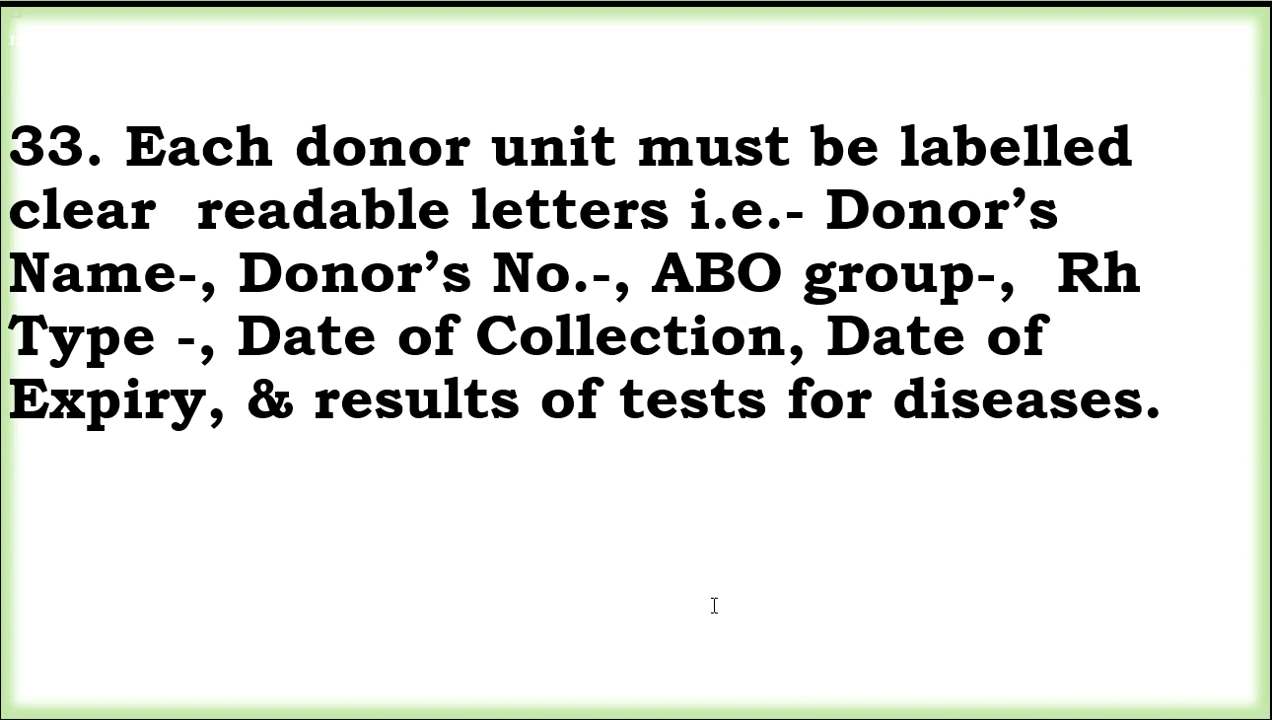 33. Each donor unit must be labelled
clear  readable letters i.e.- Donor’s
Name-, Donor’s No.-, ABO group-,  Rh
Type -, Date of Collection, Date of
Expiry, & results of tests for diseases.